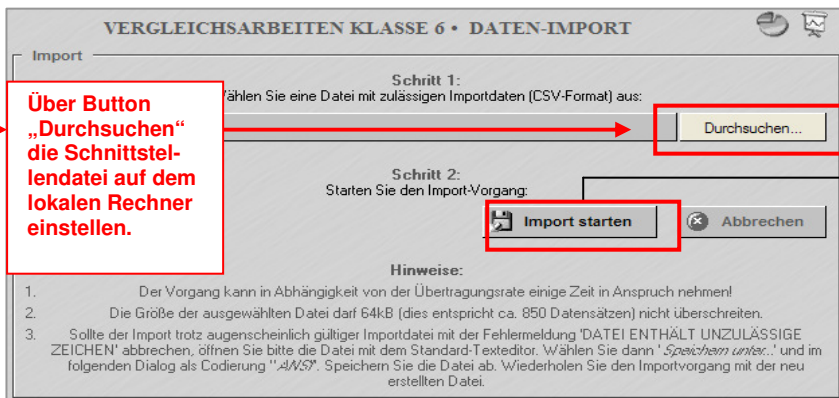 VERGLEICHSARBEITEN KLASSE 6 • DATEN-IMPORT
Import
Schritt 1:
Wählen Sie eine Datei mit zulässigen Importdaten (CSV-Format) aus:
Über Button
„Durchsuchen“
die Schnittstel-
lendatei auf dem
lokalen Rechner
einstellen.
Durchsuchen...
Schritt 2:
Starten Sie den Import-Vorgang:
Import starten
Abbrechen
Hinweise:
1. Der Vorgang kann in Abhängigkeit von der Übertragungsrate einige Zeit in Anspruch nehmen!
2. Die Größe der ausgewählten Datei darf 64kB (dies entspricht ca. 850 Datensätzen) nicht überschreiten.
3. Sollte der Import trotz augenscheinlich gültiger Importdatei mit der Fehlermeldung 'DATEI ENTHÄLT UNZULÄSSIGE
ZEICHEN' abbrechen, öffnen Sie bitte die Datei mit dem Standard-Texteditor. Wählen Sie dann 'Speichern unter..' und im
folgenden Dialog als Codierung "ANSI". Speichern Sie die Datei ab. Wiederholen Sie den Importvorgang mit der neu
erstellten Datei.